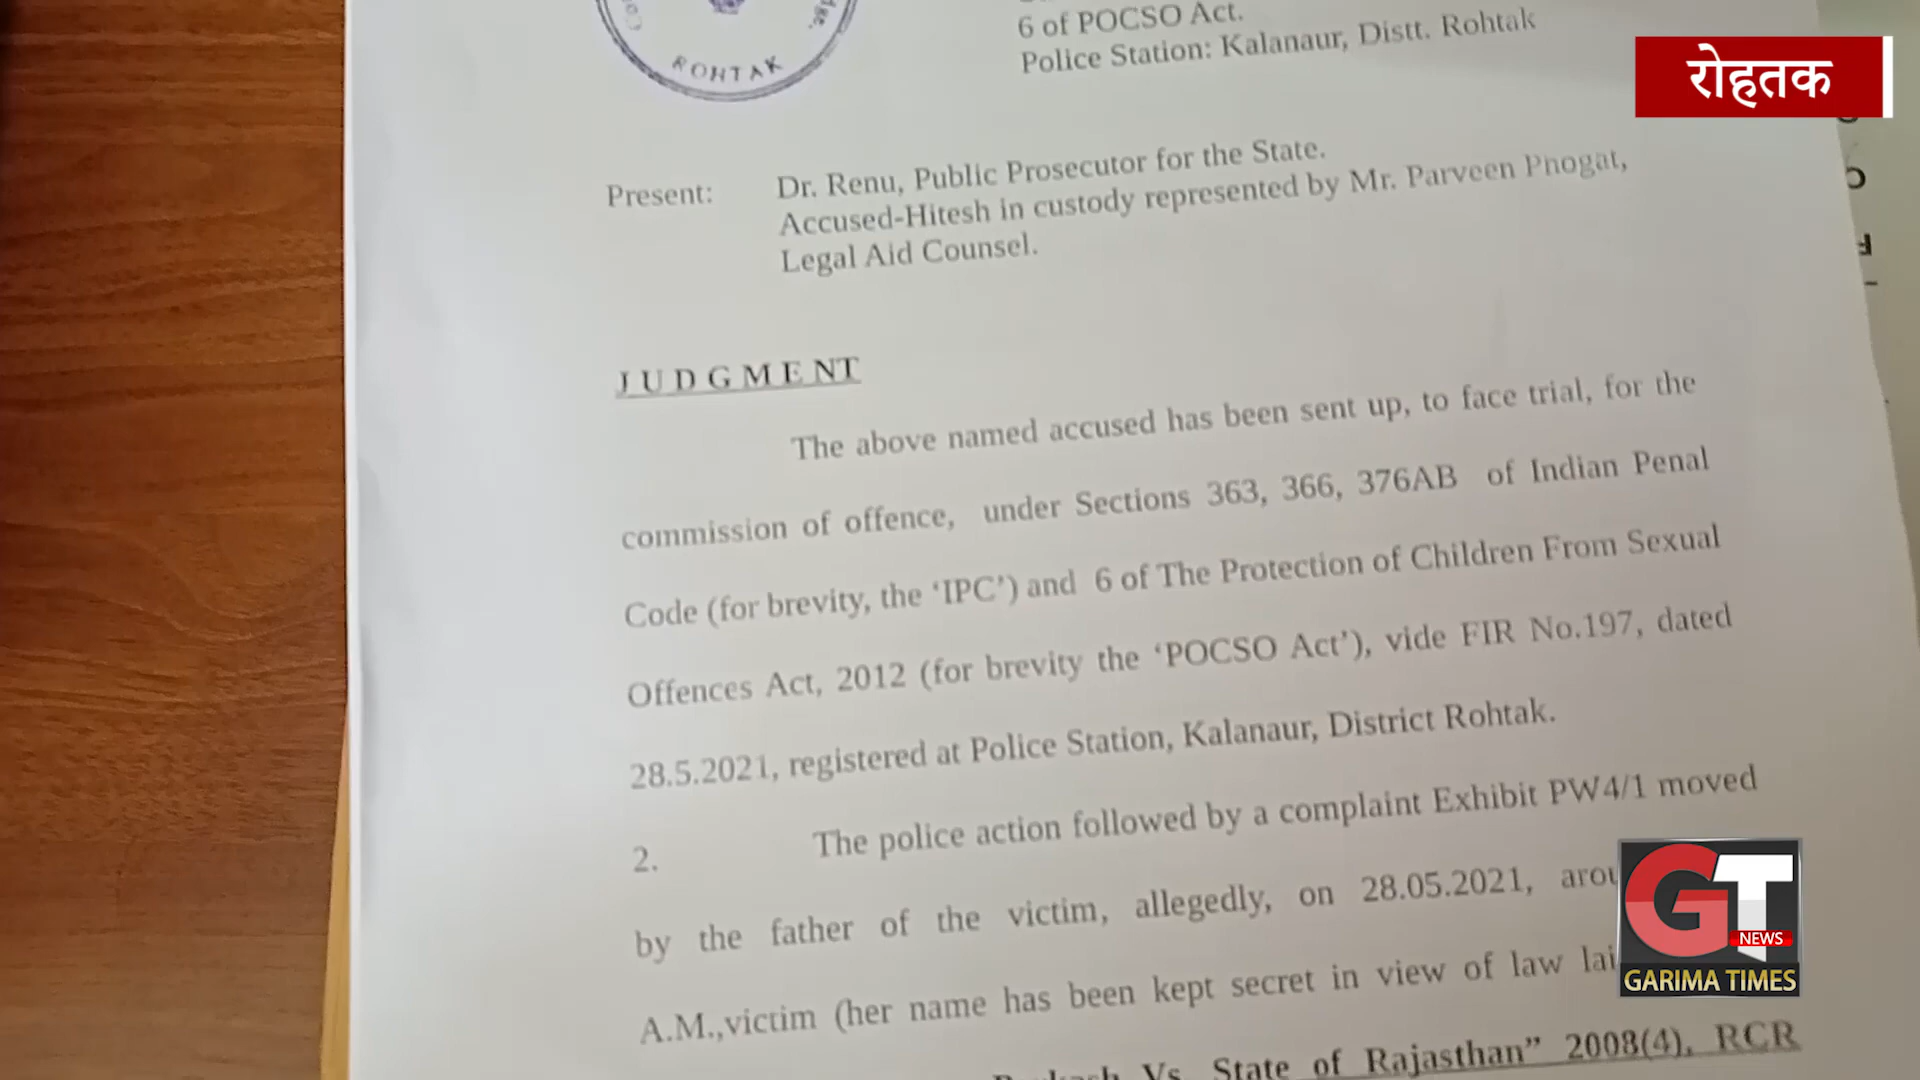 ROHTAK
6 of POCSO Act.
Police Station: Kalanaur, Distt. Rohtak
रोहतक
Present: Dr. Renu, Public Prosecutor for the State.
Accused-Hitesh in custody represented by Mr. Parveen Phogat,
Legal Aid Counsel.
JUDGMENT
The above named accused has been sent up, to face trial, for the
commission of offence, under Sections 363, 366, 376AB of Indian Penal
Code (for brevity, the ‘IPC’) and 6 of The Protection of Children From Sexual
Offences Act, 2012 (for brevity the ‘POCSO Act’), vide FIR No.197, dated
28.5.2021, registered at Police Station, Kalanaur, District Rohtak.
2. The police action followed by a complaint Exhibit PW4/1 moved
by the father of the victim, allegedly, on 28.05.2021,
A.M.,victim (her name has been kept secret in view of law
Vs. State of Rajasthan” 2008(4), RCR
GT
NEWS
GARIMA TIMES